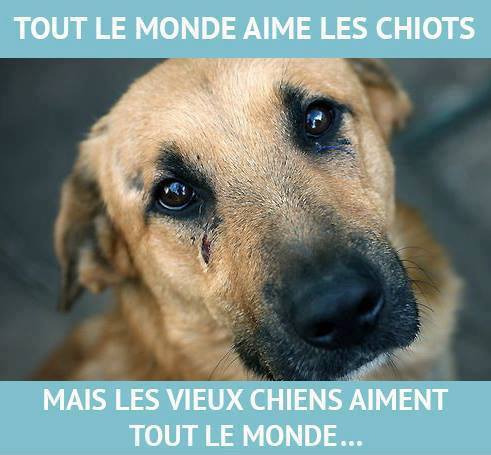 TOUT LE MONDE AIME LES CHIOTS
MAIS LES VIEUX CHIENS AIMENT
TOUT LE MONDE...